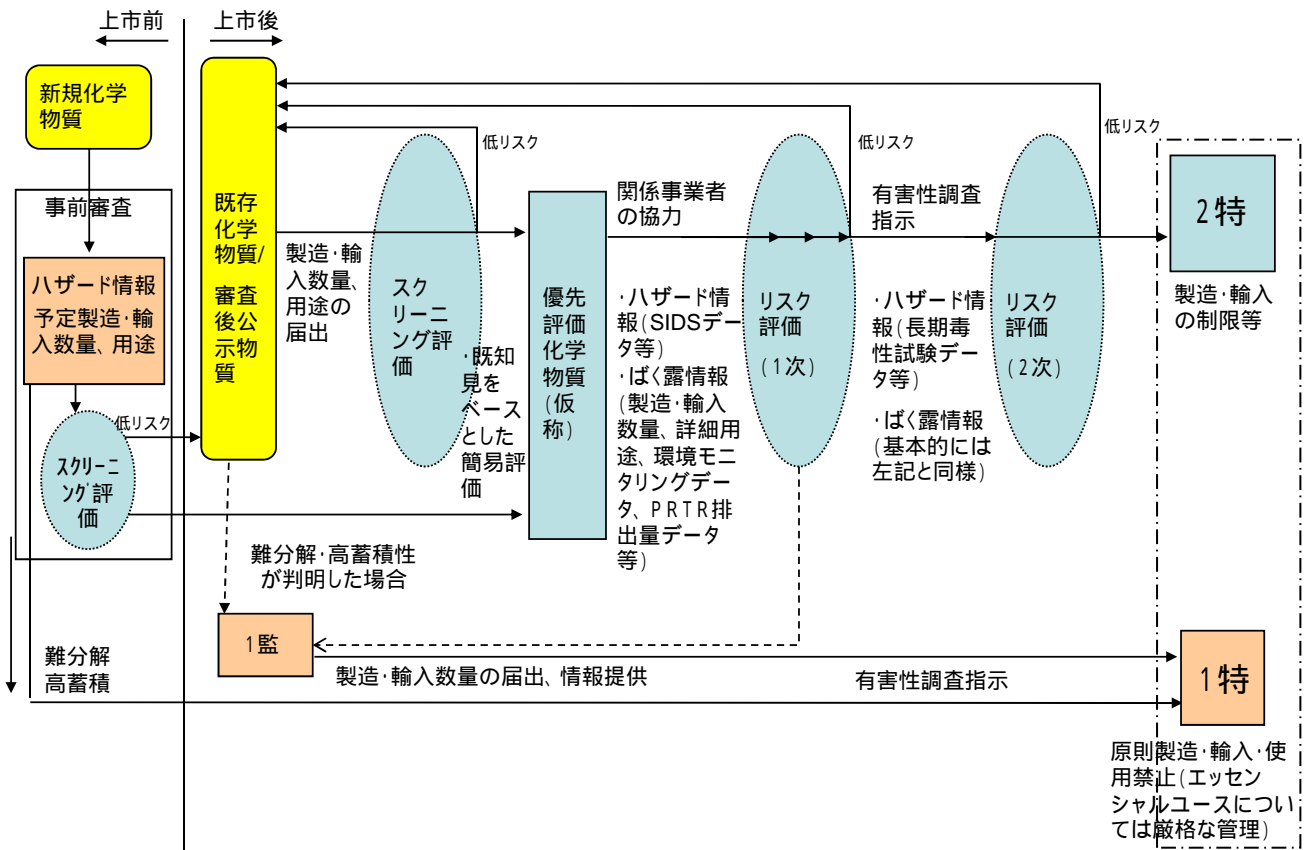 上市前
上市後
新規化学
物質
事前審査
ハザード情報
予定製造･輸
入数量、用途
低リスク
スクリーニ
ング評
価
難分解
高蓄積
既存
化学
物質/
審査
後公
示物
質
製造･輸
入数量、
用途の
届出
低リスク
スク
リーニ
ング評
価
･既知
見を
ベース
とした
簡易評
価
優先
評価
化学
物質
(仮
称)
関係事業者
の協力
･ハザード情
報(SIDSデー
タ等)
･ばく露情報
(製造･輸入
数量、詳細用
途、環境モニ
タリングデー
タ、PRTR排
出量データ
等)
リスク
評価
(1次)
低リスク
有害性調査
指示
･ハザード情
報(長期毒
性試験デー
タ等)
･ばく露情報
(基本的には
左記と同様)
リスク
評価
(2次)
低リスク
2特
製造･輸入
の制限等
難分解･高蓄積性
が判明した場合
1監
製造･輸入数量の届出、情報提供
有害性調査指示
1特
原則製造･輸入･使
用禁止(エッセン
シャルユースについ
ては厳格な管理)